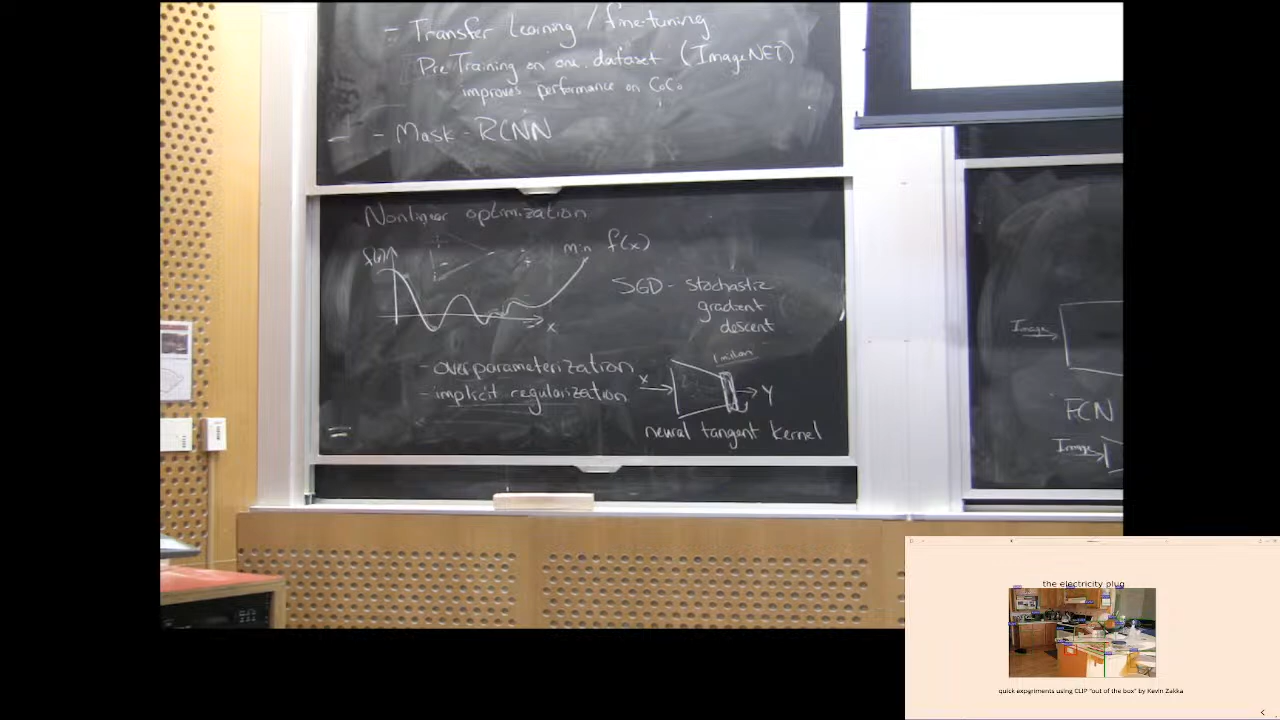 - Transfer Learning / fine-tuning
Pre Training on one dataset (ImageNET)
improves performance on CoCo
- Mask-RCNN
Nonlinear optimization
f(x)
min f(x)
x
SGD - stochastic
gradient
descent
- overparameterization
- implicit regularization
1 million
X
Y
neural tangent kernel
Image
FCN
Image
the electricity plug
quick experiments using CLIP "out of the box" by Kevin Zakka